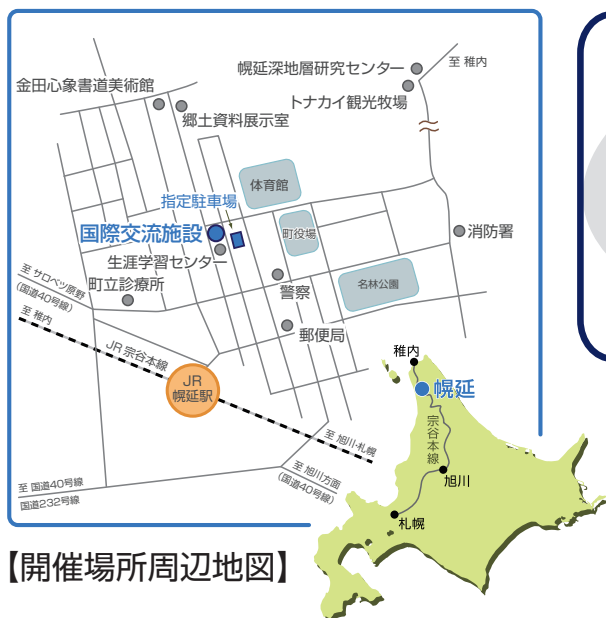 幌延深地層研究センター
至 稚内
金田心象書道美術館
トナカイ観光牧場
郷土資料展示室
体育館
指定駐車場
国際交流施設
町役場
消防署
生涯学習センター
至 サロベツ原野
(国道40号線)
町立診療所
警察
名林公園
至 稚内
郵便局
JR 宗谷本線
JR
幌延駅
稚内
幌延
宗谷本線
至 旭川·札幌
至 旭川方面
(国道40号線)
旭川
至 国道40号線
国道232号線
札幌
【開催場所周辺地図】